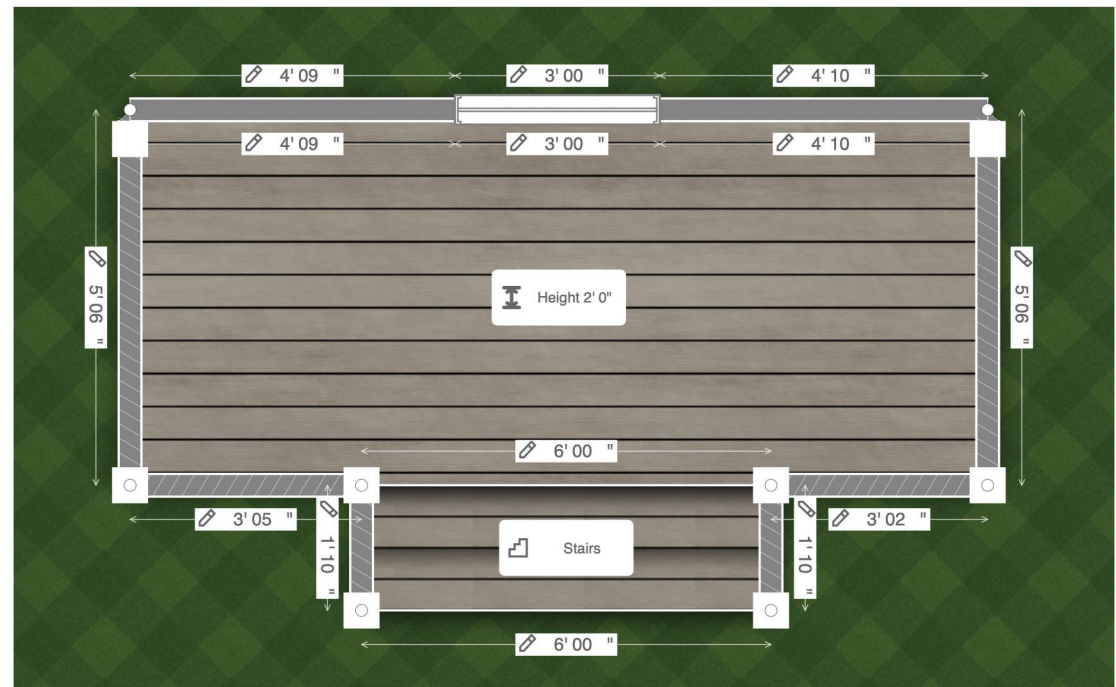 4' 09 "
3' 00 "
4' 10 "
4' 09 "
3' 00 "
4' 10 "
5' 06 "
Height 2' 0"
5' 06 "
6' 00 "
3' 05 "
1' 10 "
Stairs
1' 10 "
3' 02 "
6' 00 "